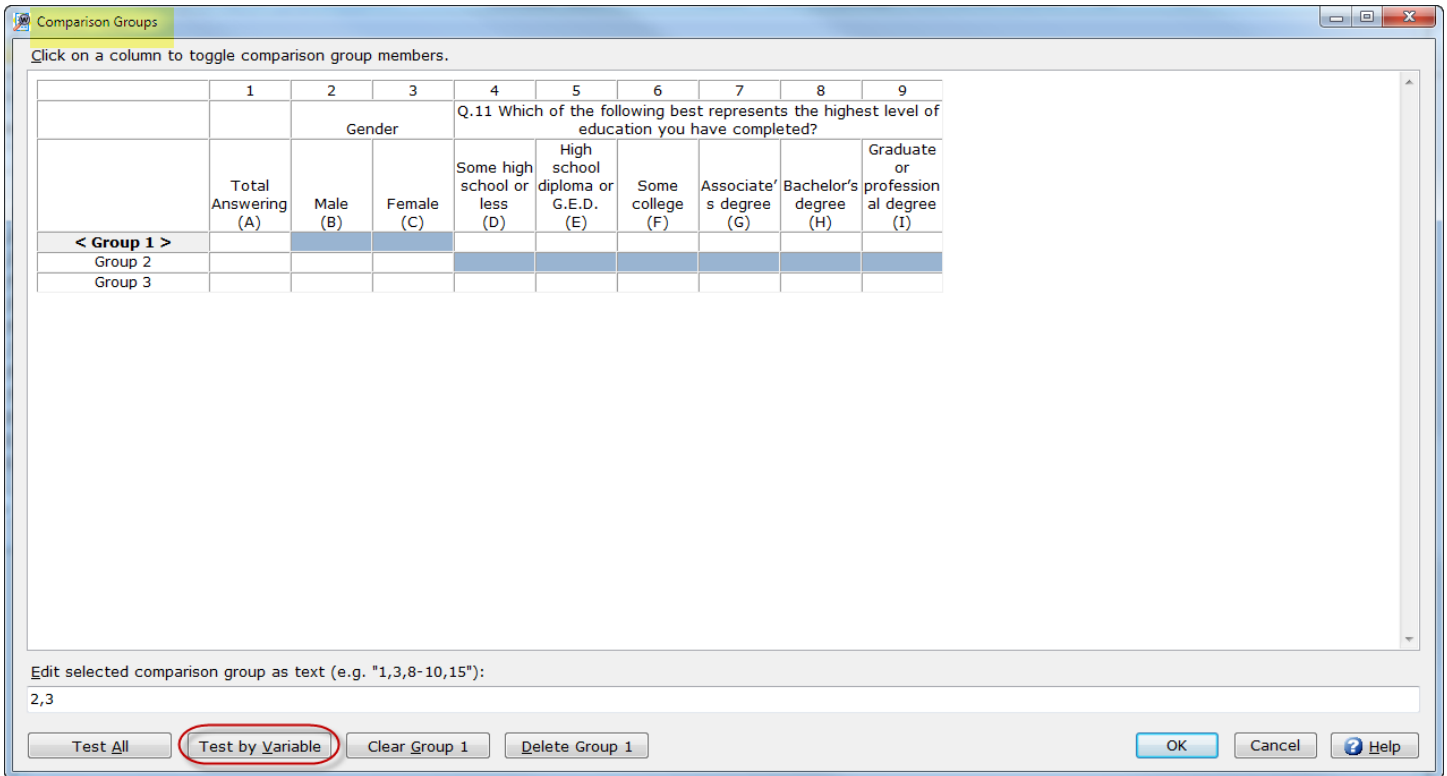 Comparison Groups
Click on a column to toggle comparison group members.
1 2 3 4 5 6 7 8 9
Gender
Q.11 Which of the following best represents the highest level of
education you have completed?
Total
Answering
(A)
Male
(B)
Female
(C)
Some high
school or
less
(D)
High
school
diploma or
G.E.D.
(E)
Some
college
(F)
Associate’
s degree
(G)
Bachelor’s
degree
(H)
Graduate
or
profession
al degree
(I)
< Group 1 >
Group 2
Group 3
Edit selected comparison group as text (e.g. "1,3,8-10,15"):
2,3
Test All
Test by Variable
Clear Group 1
Delete Group 1
OK
Cancel
Help